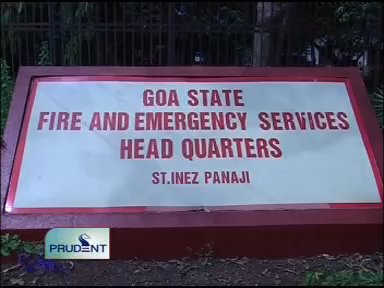 GOA STATE
FIRE AND EMERGENCY SERVICES
HEAD QUARTERS
ST.INEZ PANAJI
PRUDENT